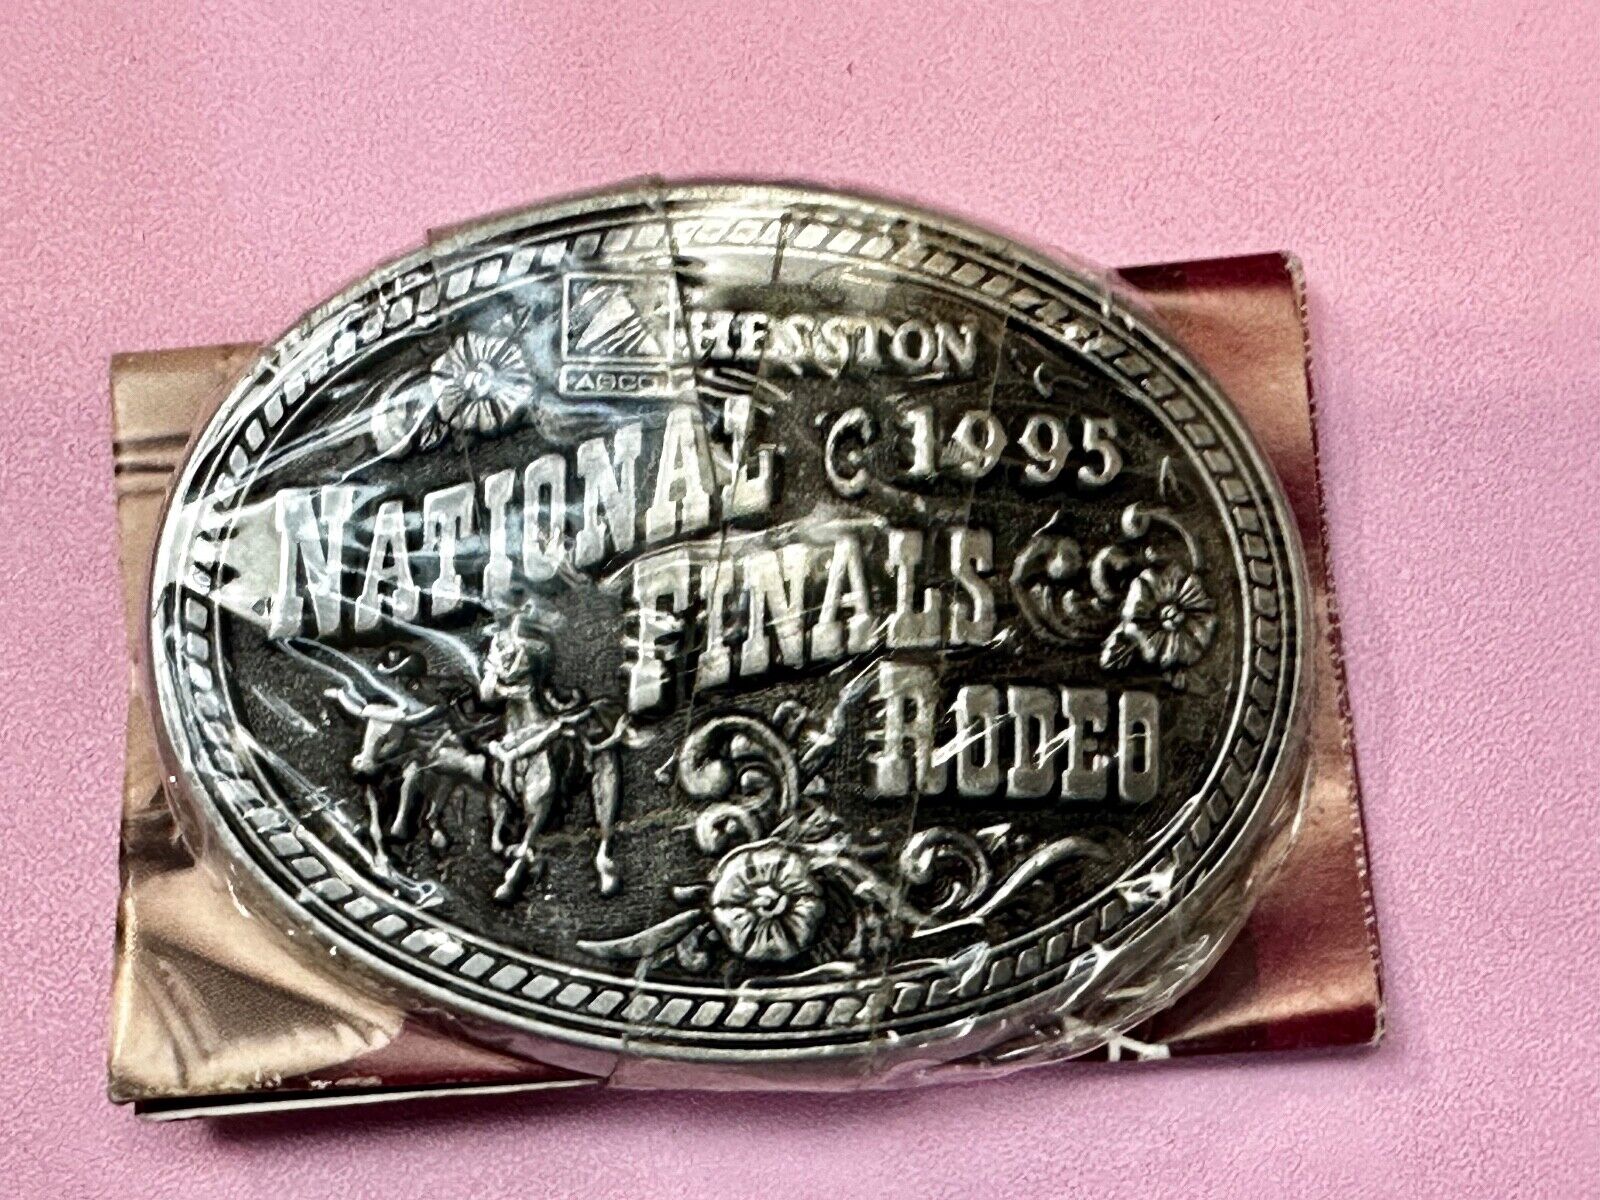 HESSTON
AGCO
NATIONAL 1995
FINALS
RODEO